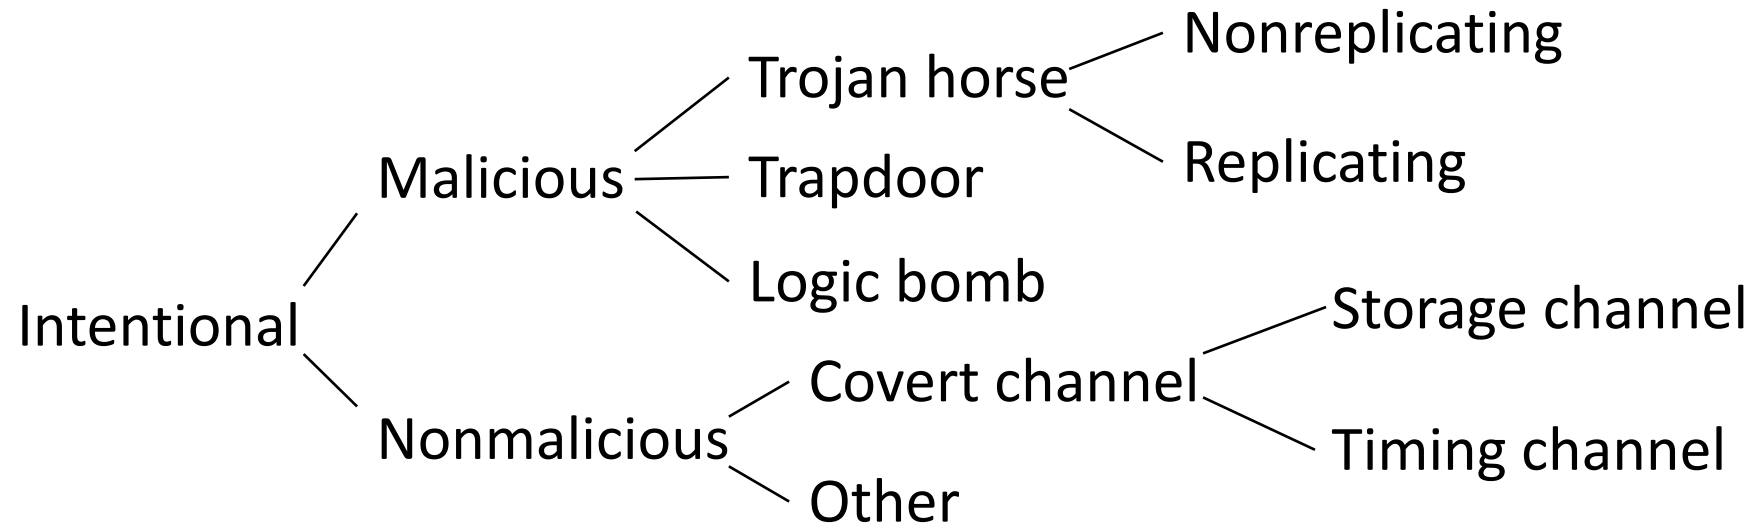 Nonreplicating
Trojan horse
Replicating
Malicious
Trapdoor
Logic bomb
Intentional
Storage channel
Covert channel
Nonmalicious
Timing channel
Other